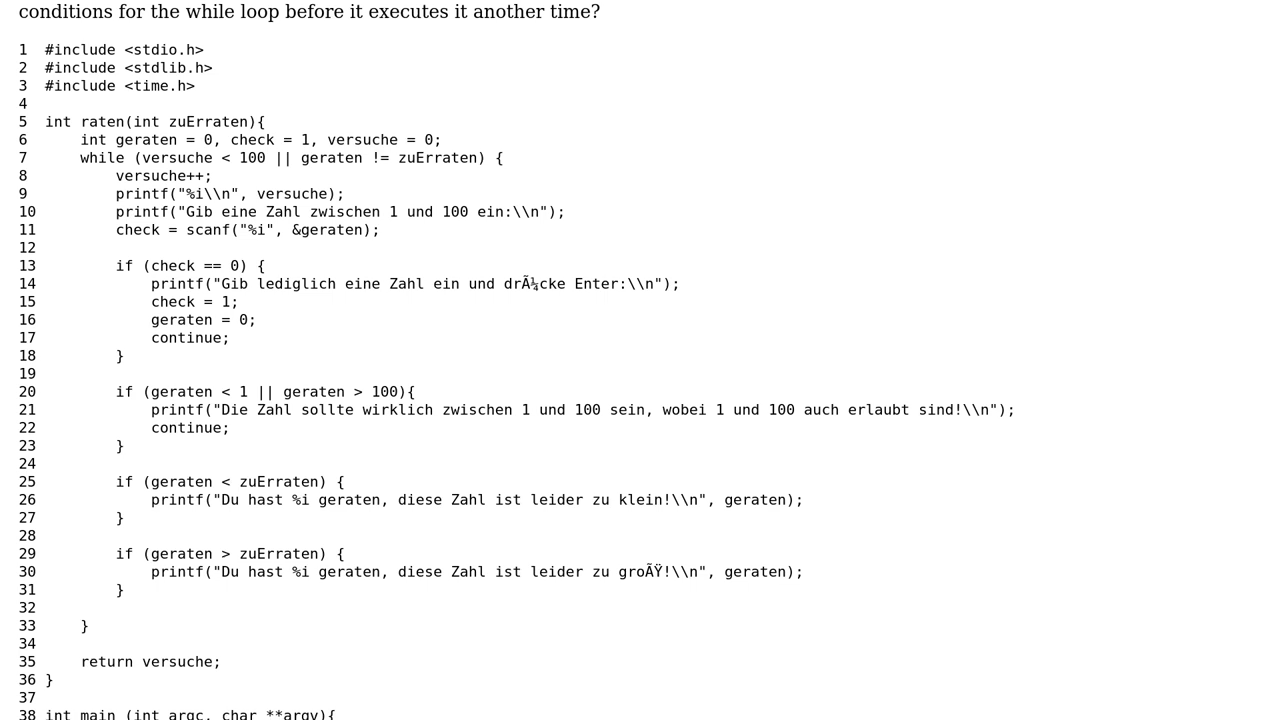 conditions for the while loop before it executes it another time?
1 #include <stdio.h>
2 #include <stdlib.h>
3 #include <time.h>
4
5 int raten(int zuErraten){
6     int geraten = 0, check = 1, versuche = 0;
7     while (versuche < 100 || geraten != zuErraten) {
8         versuche++;
9         printf("%i\\n", versuche);
10         printf("Gib eine Zahl zwischen 1 und 100 ein:\\n");
11         check = scanf("%i", &geraten);
12
13         if (check == 0) {
14             printf("Gib lediglich eine Zahl ein und drÃ¼cke Enter:\\n");
15             check = 1;
16             geraten = 0;
17             continue;
18         }
19
20         if (geraten < 1 || geraten > 100){
21             printf("Die Zahl sollte wirklich zwischen 1 und 100 sein, wobei 1 und 100 auch erlaubt sind!\\n");
22             continue;
23         }
24
25         if (geraten < zuErraten) {
26             printf("Du hast %i geraten, diese Zahl ist leider zu klein!\\n", geraten);
27         }
28
29         if (geraten > zuErraten) {
30             printf("Du hast %i geraten, diese Zahl ist leider zu groÃŸ!\\n", geraten);
31         }
32
33     }
34
35     return versuche;
36 }
37
38 int main (int argc, char **argv){